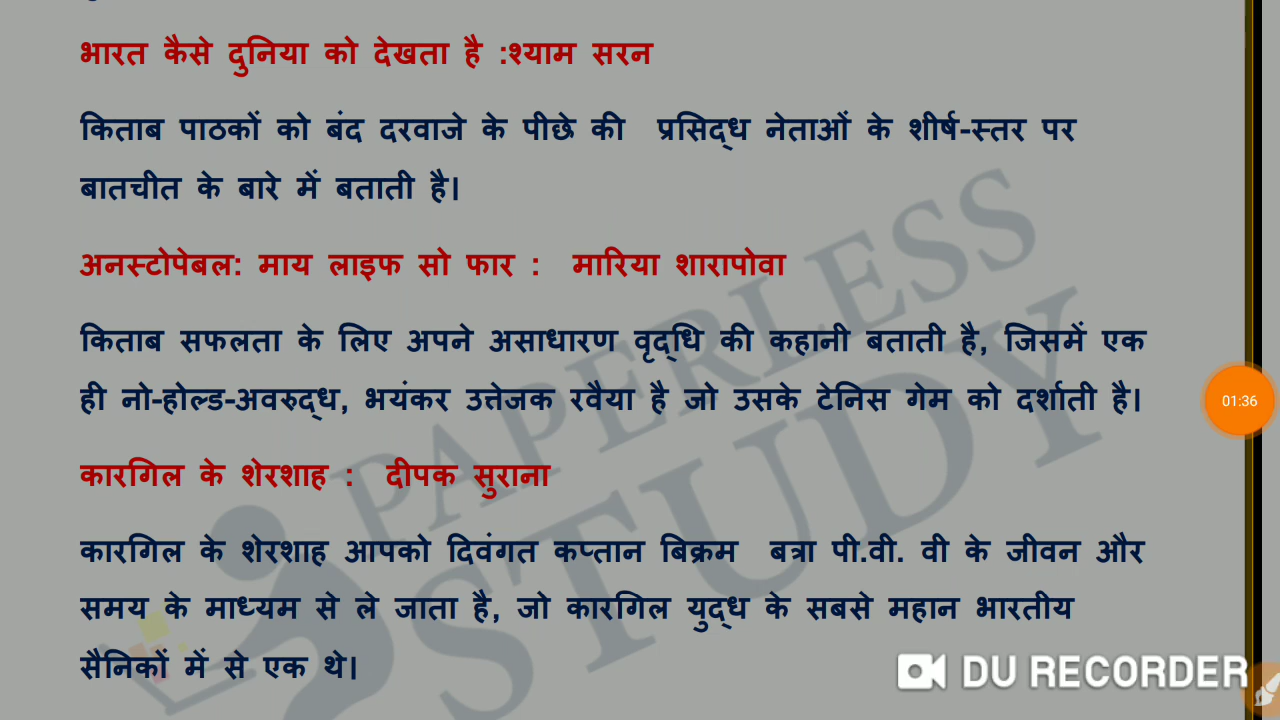 भारत कैसे दुनिया को देखता है :श्याम सरन
किताब पाठकों को बंद दरवाजे के पीछे की प्रसिद्ध नेताओं के शीर्ष-स्तर पर
बातचीत के बारे में बताती है।
अनस्टोपेबल: माय लाइफ सो फार : मारिया शारापोवा
किताब सफलता के लिए अपने असाधारण वृद्धि की कहानी बताती है, जिसमें एक
ही नो-होल्ड-अवरुद्ध, भयंकर उत्तेजक रवैया है जो उसके टेनिस गेम को दर्शाती है।
01:36
कारगिल के शेरशाह : दीपक सुराना
कारगिल के शेरशाह आपको दिवंगत कप्तान बिक्रम बत्रा पी.वी. वी के जीवन और
समय के माध्यम से ले जाता है, जो कारगिल युद्ध के सबसे महान भारतीय
सैनिकों में से एक थे।
PAPERLESS
STUDY
DU RECORDER